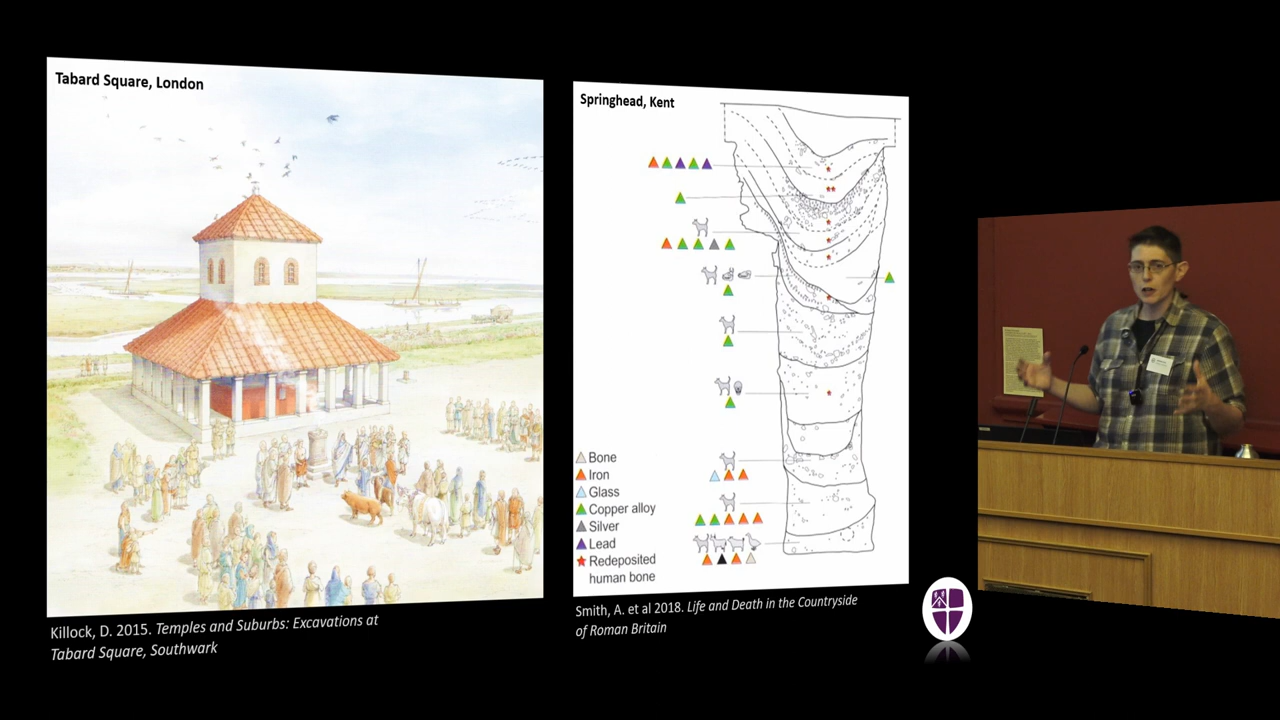 Tabard Square, London
Killock, D. 2015. Temples and Suburbs: Excavations at
Tabard Square, Southwark
Springhead, Kent
Bone
Iron
Glass
Copper alloy
Silver
Lead
Redeposited
human bone
Smith, A. et al 2018. Life and Death in the Countryside
of Roman Britain